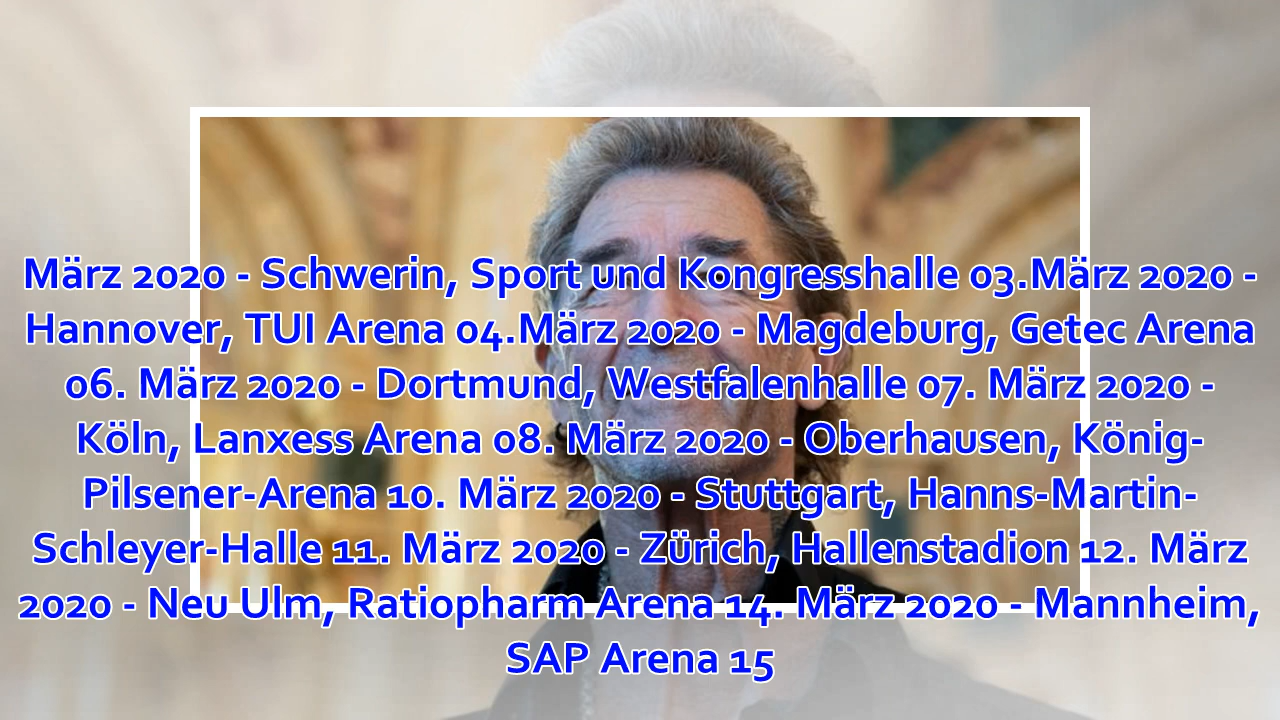 März 2020 - Schwerin, Sport und Kongresshalle 03.März 2020 -
Hannover, TUI Arena 04.März 2020 - Magdeburg, Getec Arena
06. März 2020 - Dortmund, Westfalenhalle 07. März 2020 -
Köln, Lanxess Arena 08. März 2020 - Oberhausen, König-
Pilsener-Arena 10. März 2020 - Stuttgart, Hanns-Martin-
Schleyer-Halle 11. März 2020 - Zürich, Hallenstadion 12. März
2020 - Neu Ulm, Ratiopharm Arena 14. März 2020 - Mannheim,
SAP Arena 15